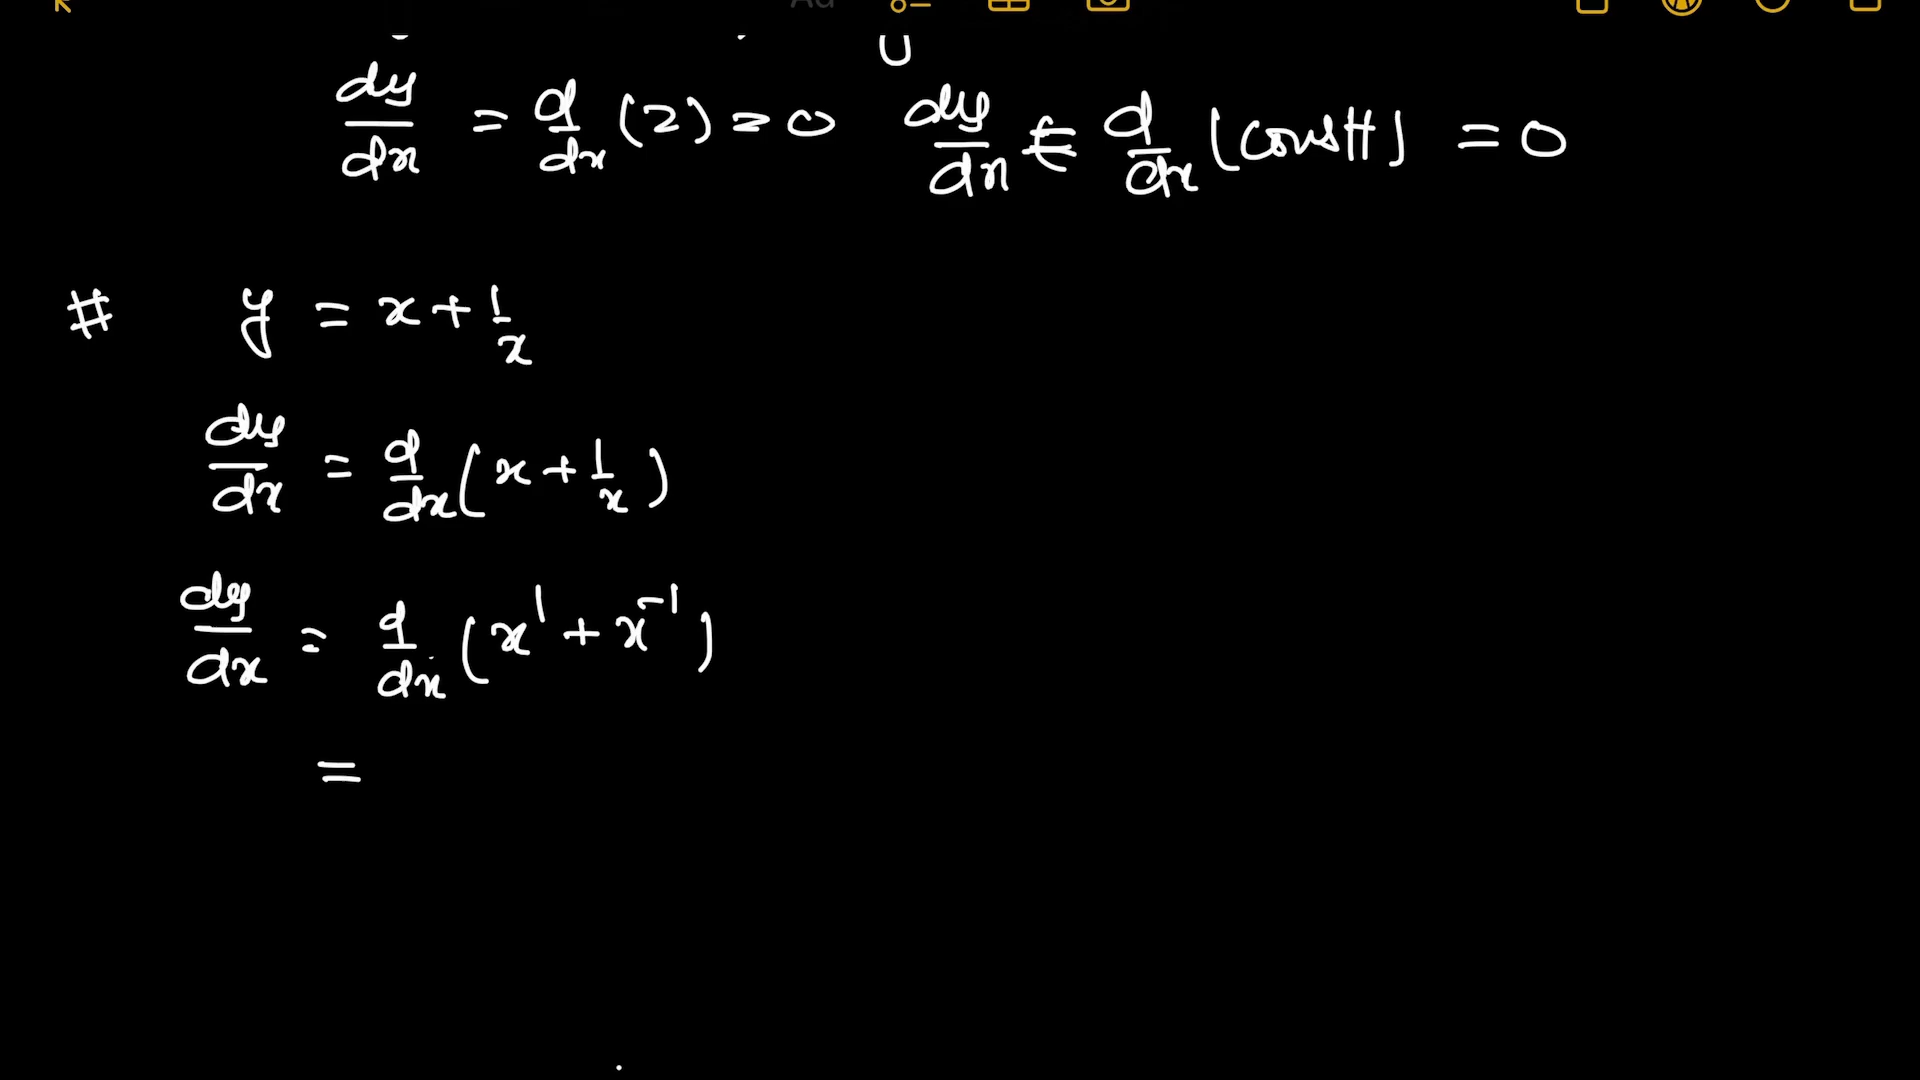 dy/dx = d/dx (2) = 0 dy/dx = d/dx (constt) = 0
# y = x + 1/x
dy/dx = d/dx (x + 1/x)
dy/dx = d/dx (x^1 + x^-1)
=